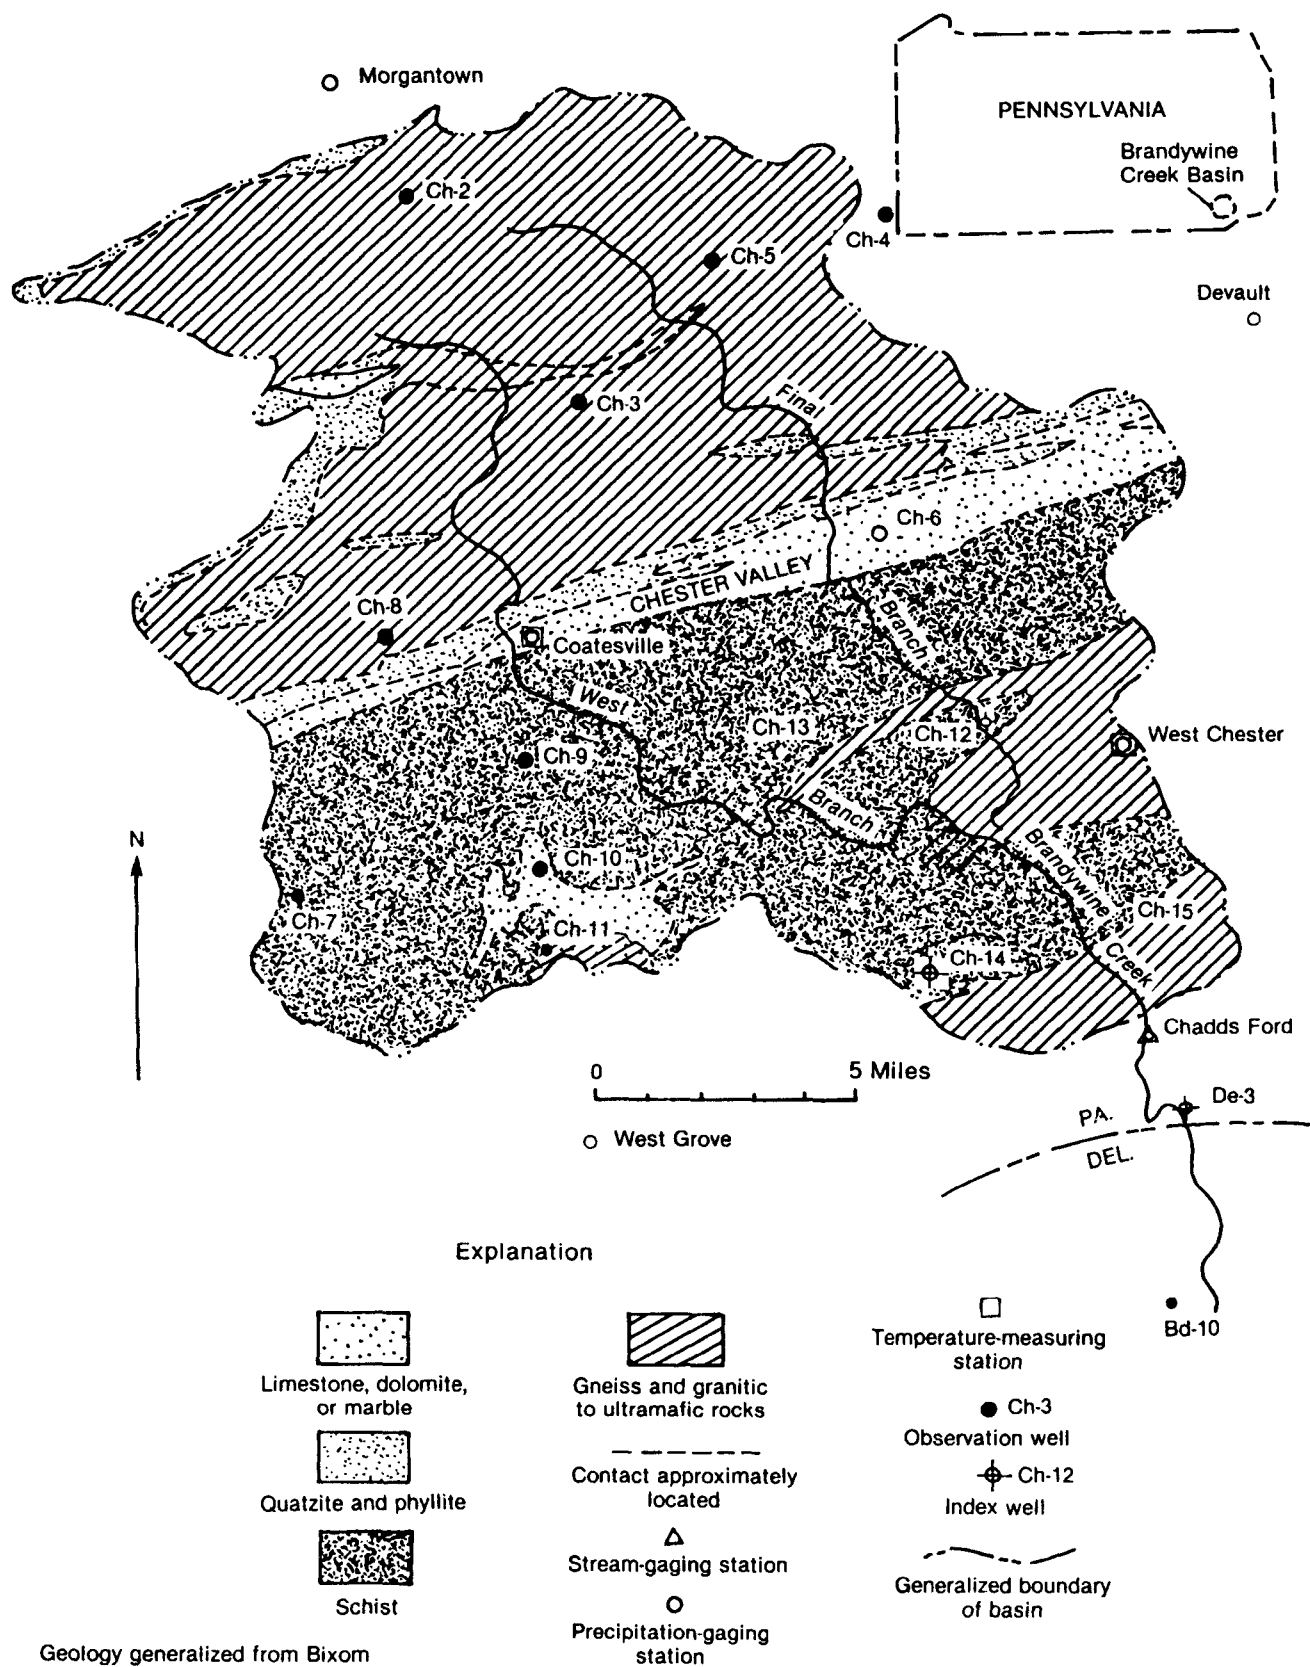 Morgantown
PENNSYLVANIA
Brandywine
Creek Basin
Ch-2
Ch-4
Ch-5
Devault
Ch-3
Final
Ch-6
CHESTER VALLEY
Ch-8
Branch
Coatesville
West
Ch-13
Ch-12
West Chester
Ch-9
Branch
N
Ch-10
Brandywine
Ch-7
Ch-11
Ch-15
Ch-14
Creek
Chadds Ford
0
5 Miles
De-3
West Grove
PA.
DEL.
Explanation
Bd-10
Limestone, dolomite,
or marble
Quatzite and phyllite
Schist
Gneiss and granitic
to ultramafic rocks
Contact approximately
located
Stream-gaging station
Precipitation-gaging
station
Temperature-measuring
station
Ch-3
Observation well
Ch-12
Index well
Generalized boundary
of basin
Geology generalized from Bixom